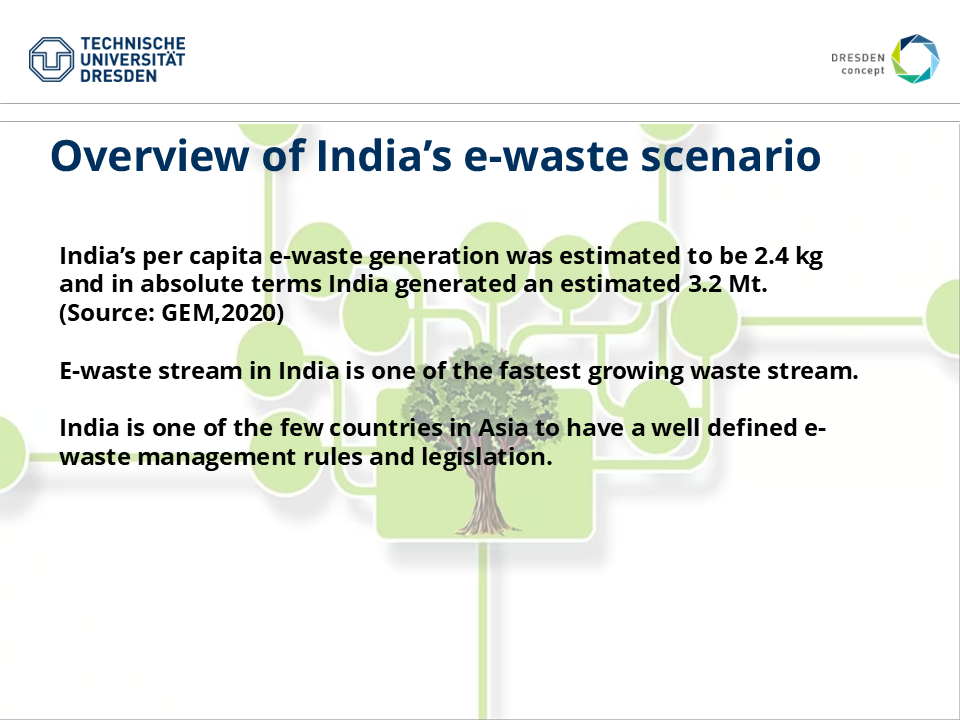 TECHNISCHE
UNIVERSITÄT
DRESDEN
DRESDEN
concept
Overview of India’s e-waste scenario
India’s per capita e-waste generation was estimated to be 2.4 kg
and in absolute terms India generated an estimated 3.2 Mt.
(Source: GEM,2020)
E-waste stream in India is one of the fastest growing waste stream.
India is one of the few countries in Asia to have a well defined e-
waste management rules and legislation.